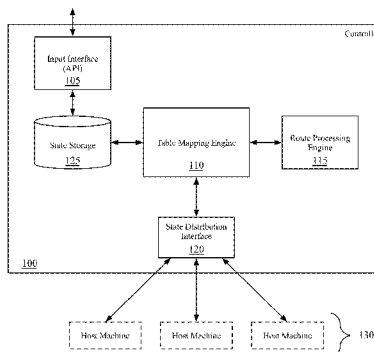 Controller
Input Interface
(API)
105
State Storage
125
Table Mapping Engine
110
Route Processing
Engine
335
State Distribution
Interface
120
100
Host Machine
Host Machine
Host Machine
130